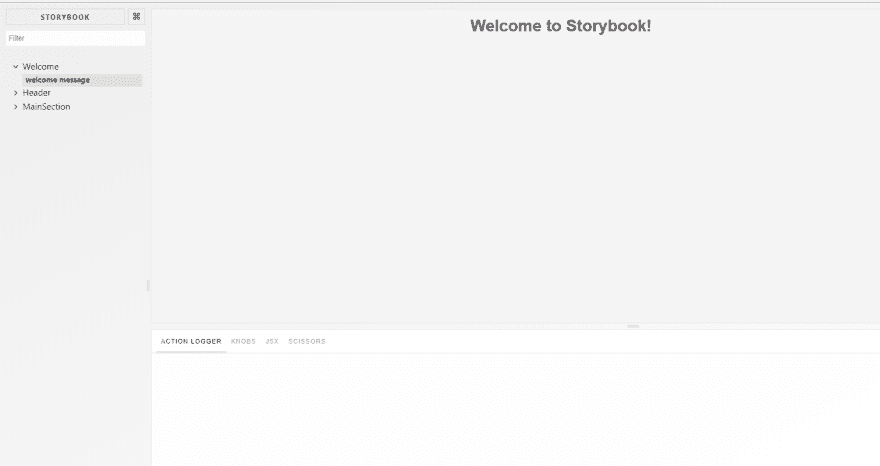 STORYBOOK ⌘
Filter
Welcome
welcome message
Header
MainSection
Welcome to Storybook!
ACTION LOGGER KNOBS JSX SCISSORS